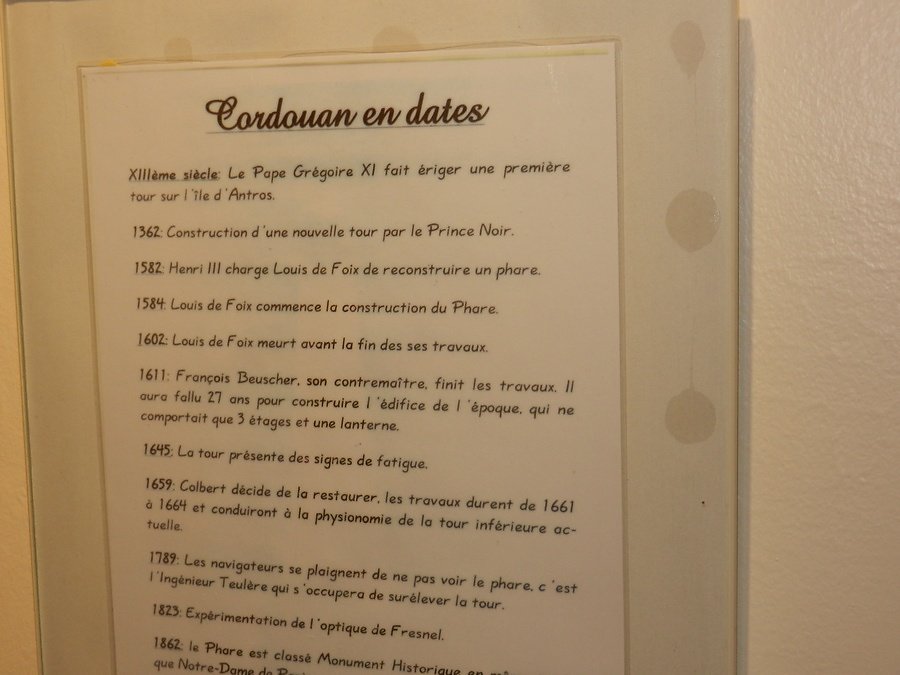 Cordouan en dates
XIIIème siècle: Le Pape Grégoire XI fait ériger une première
tour sur l'île d'Antros.
1362: Construction d'une nouvelle tour par le Prince Noir.
1582: Henri III charge Louis de Foix de reconstruire un phare.
1584: Louis de Foix commence la construction du Phare.
1602: Louis de Foix meurt avant la fin des ses travaux.
1611: François Beuscher, son contremaître, finit les travaux. Il
aura fallu 27 ans pour construire l'édifice de l'époque, qui ne
comportait que 3 étages et une lanterne.
1645: La tour présente des signes de fatigue.
1659: Colbert décide de la restaurer, les travaux durent de 1661
à 1664 et conduiront à la physionomie de la tour inférieure ac-
tuelle.
1789: Les navigateurs se plaignent de ne pas voir le phare, c'est
l'Ingénieur Teulère qui s'occupera de surélever la tour.
1823: Expérimentation de l'optique de Fresnel.
1862: le Phare est classé Monument Historique en
que Notre-Dame de